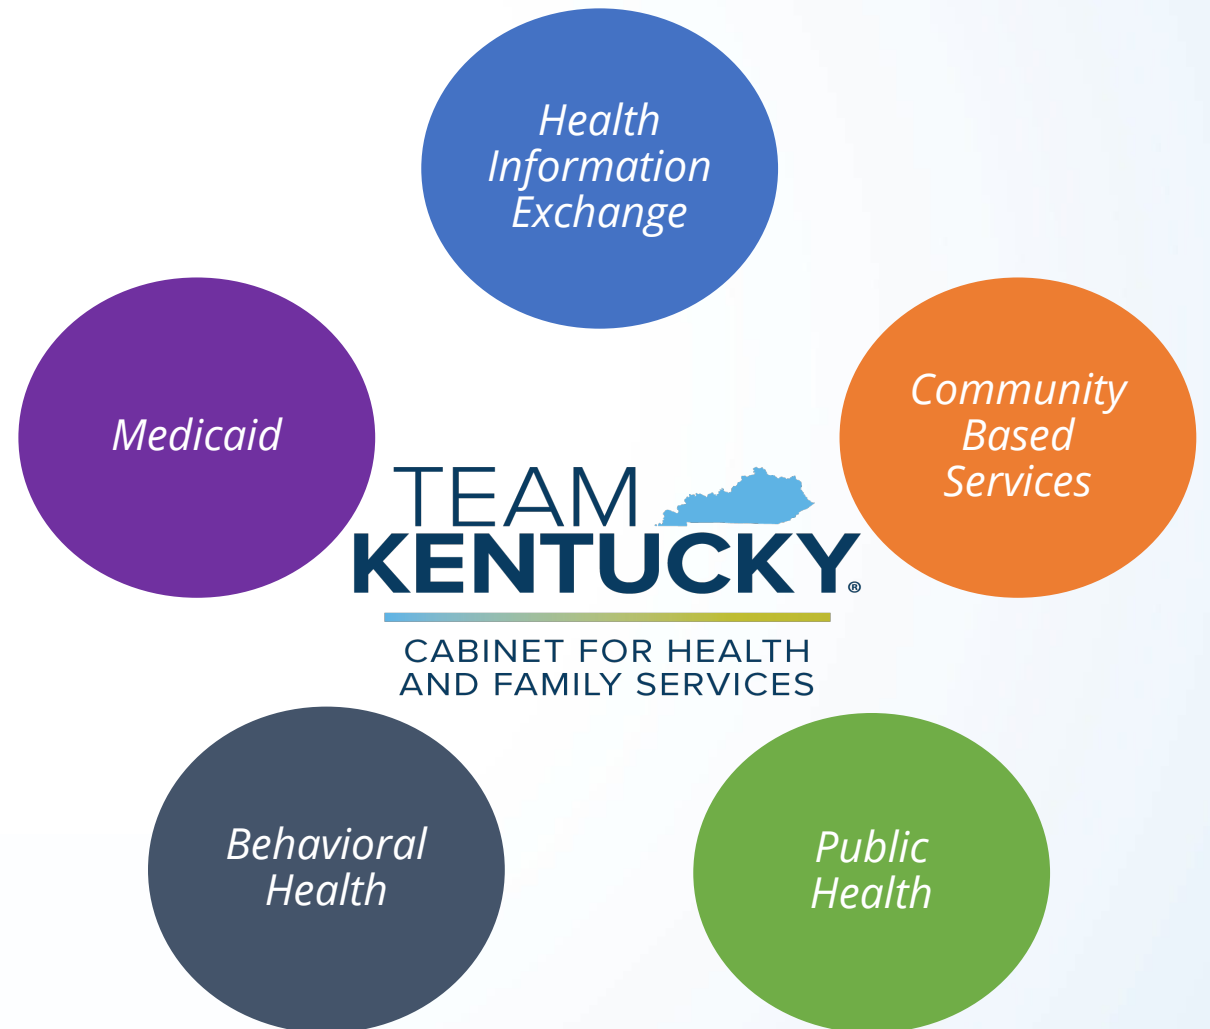 Health
Information
Exchange
Medicaid
Community
Based
Services
TEAM
KENTUCKY®
CABINET FOR HEALTH
AND FAMILY SERVICES
Behavioral
Health
Public
Health